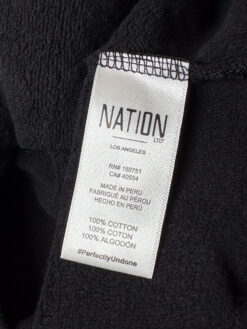 NATION
LTD
LOS ANGELES
RN# 150751
CA# 40554
MADE IN PERU
FABRIQUÉ AU PÉROU
HECHO EN PERÚ
100% COTTON
100% COTON
100% ALGODÓN
#PerfectlyUndone